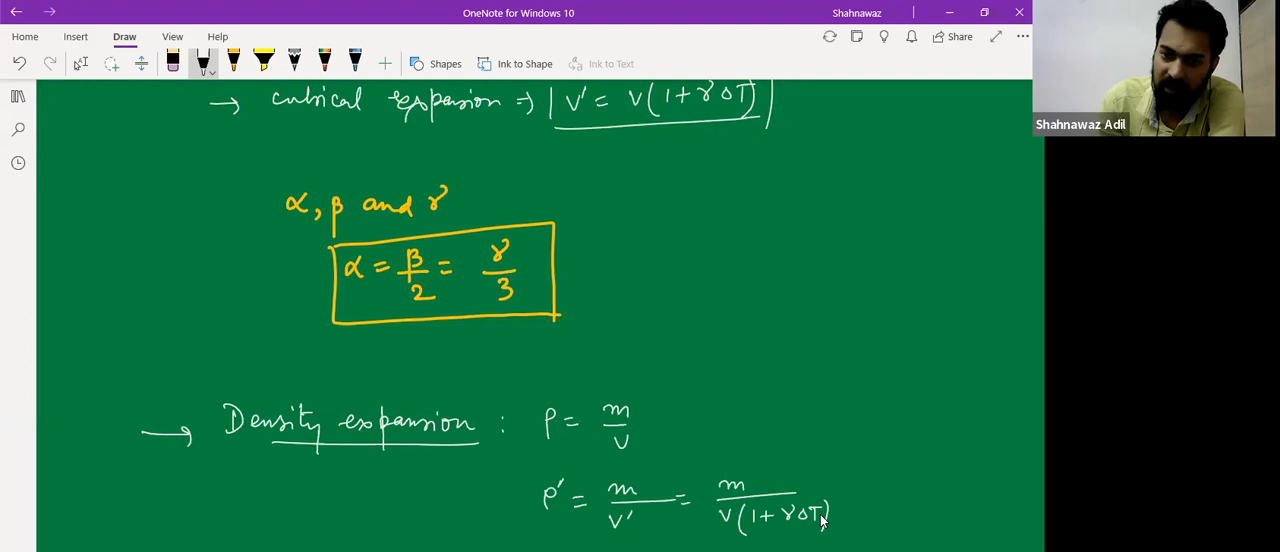 OneNote for Windows 10
Shahnawaz
Home Insert Draw View Help
Share
Shapes Ink to Shape Ink to Text
→ cubical expansion ⇒ | V' = V(1 + γΔT) |
Shahnawaz Adil
α, β and γ
α = β/2 = γ/3
→ Density expansion : ρ = m/V
ρ' = m/V' = m/V(1 + γΔT)